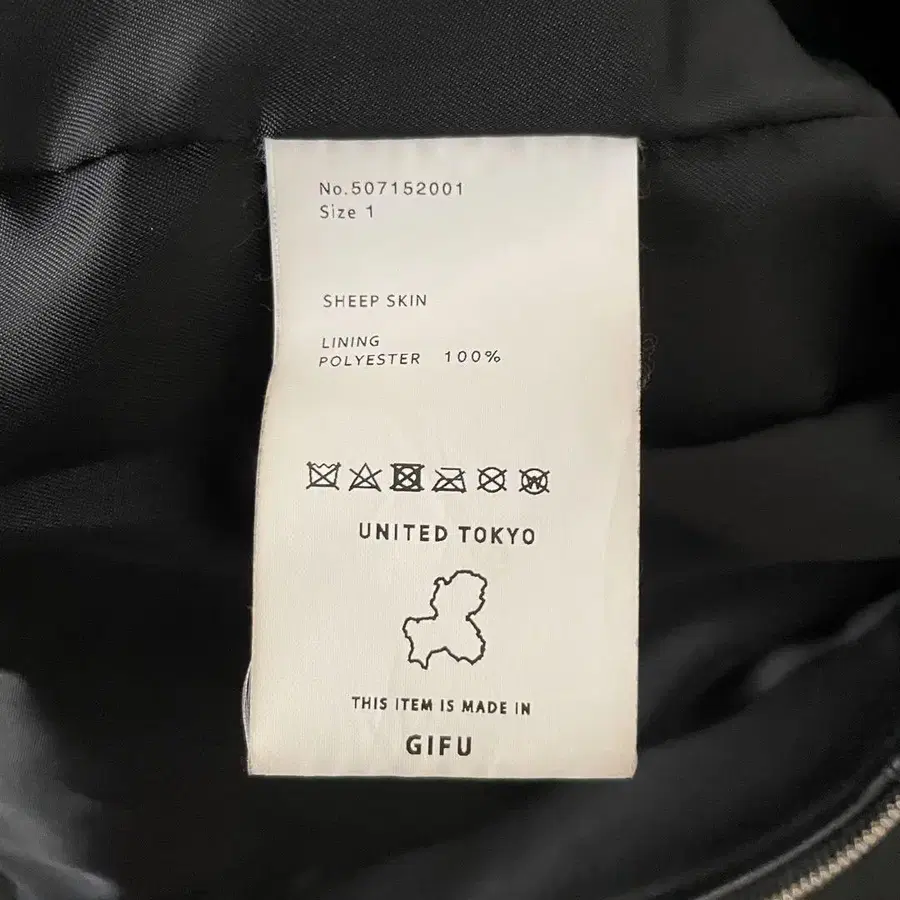 No.507152001
Size 1
SHEEP SKIN
LINING
POLYESTER 100%
UNITED TOKYO
THIS ITEM IS MADE IN
GIFU